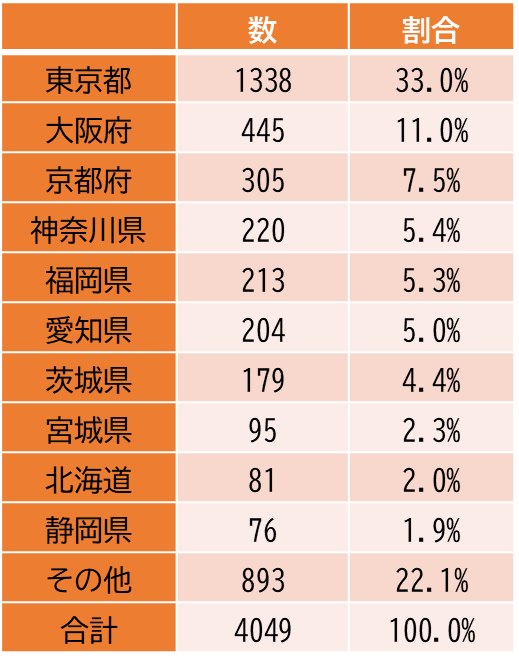 数 割合
東京都 1338 33.0%
大阪府 445 11.0%
京都府 305 7.5%
神奈川県 220 5.4%
福岡県 213 5.3%
愛知県 204 5.0%
茨城県 179 4.4%
宮城県 95 2.3%
北海道 81 2.0%
静岡県 76 1.9%
その他 893 22.1%
合計 4049 100.0%